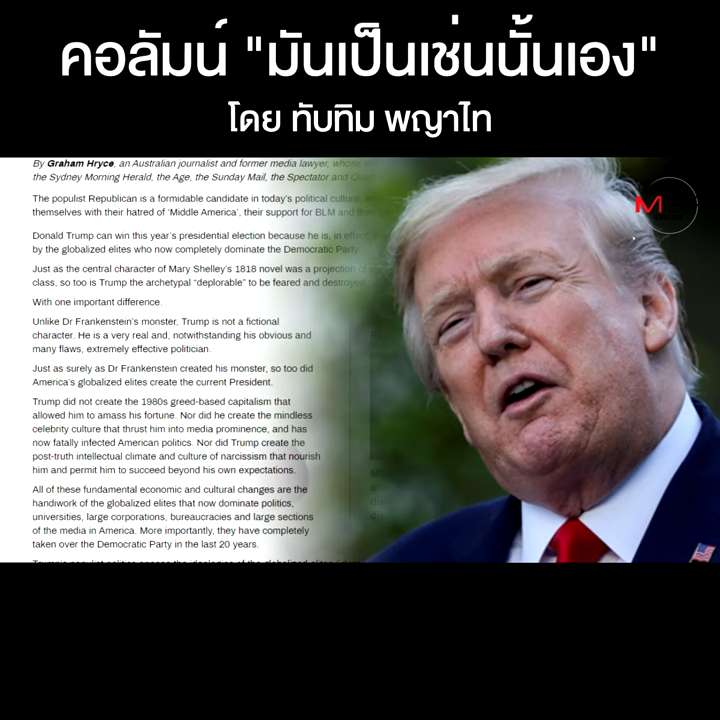 คอลัมน์ "มันเป็นเช่นนั้นเอง"
โดย ทับทิม พญาไท
By Graham Hryce, an Australian journalist and former media lawyer, whose
the Sydney Morning Herald, the Age, the Sunday Mail, the Spectator and
The populist Republican is a formidable candidate in today's political culture,
themselves with their hatred of 'Middle America', their support for BLM and
Donald Trump can win this year's presidential election because he is, in effect,
by the globalized elites who now completely dominate the Democratic Party.
Just as the central character of Mary Shelley's 1818 novel was a projection of
class, so too is Trump the archetypal "deplorable" to be feared and destroyed.
With one important difference.
Unlike Dr Frankenstein's monster, Trump is not a fictional
character. He is a very real and, notwithstanding his obvious and
many flaws, extremely effective politician.
Just as surely as Dr Frankenstein created his monster, so too did
America's globalized elites create the current President.
Trump did not create the 1980s greed-based capitalism that
allowed him to amass his fortune. Nor did he create the mindless
celebrity culture that thrust him into media prominence, and has
now fatally infected American politics. Nor did Trump create the
post-truth intellectual climate and culture of narcissism that nourish
him and permit him to succeed beyond his own expectations.
All of these fundamental economic and cultural changes are the
handiwork of the globalized elites that now dominate politics,
universities, large corporations, bureaucracies and large sections
of the media in America. More importantly, they have completely
taken over the Democratic Party in the last 20 years.